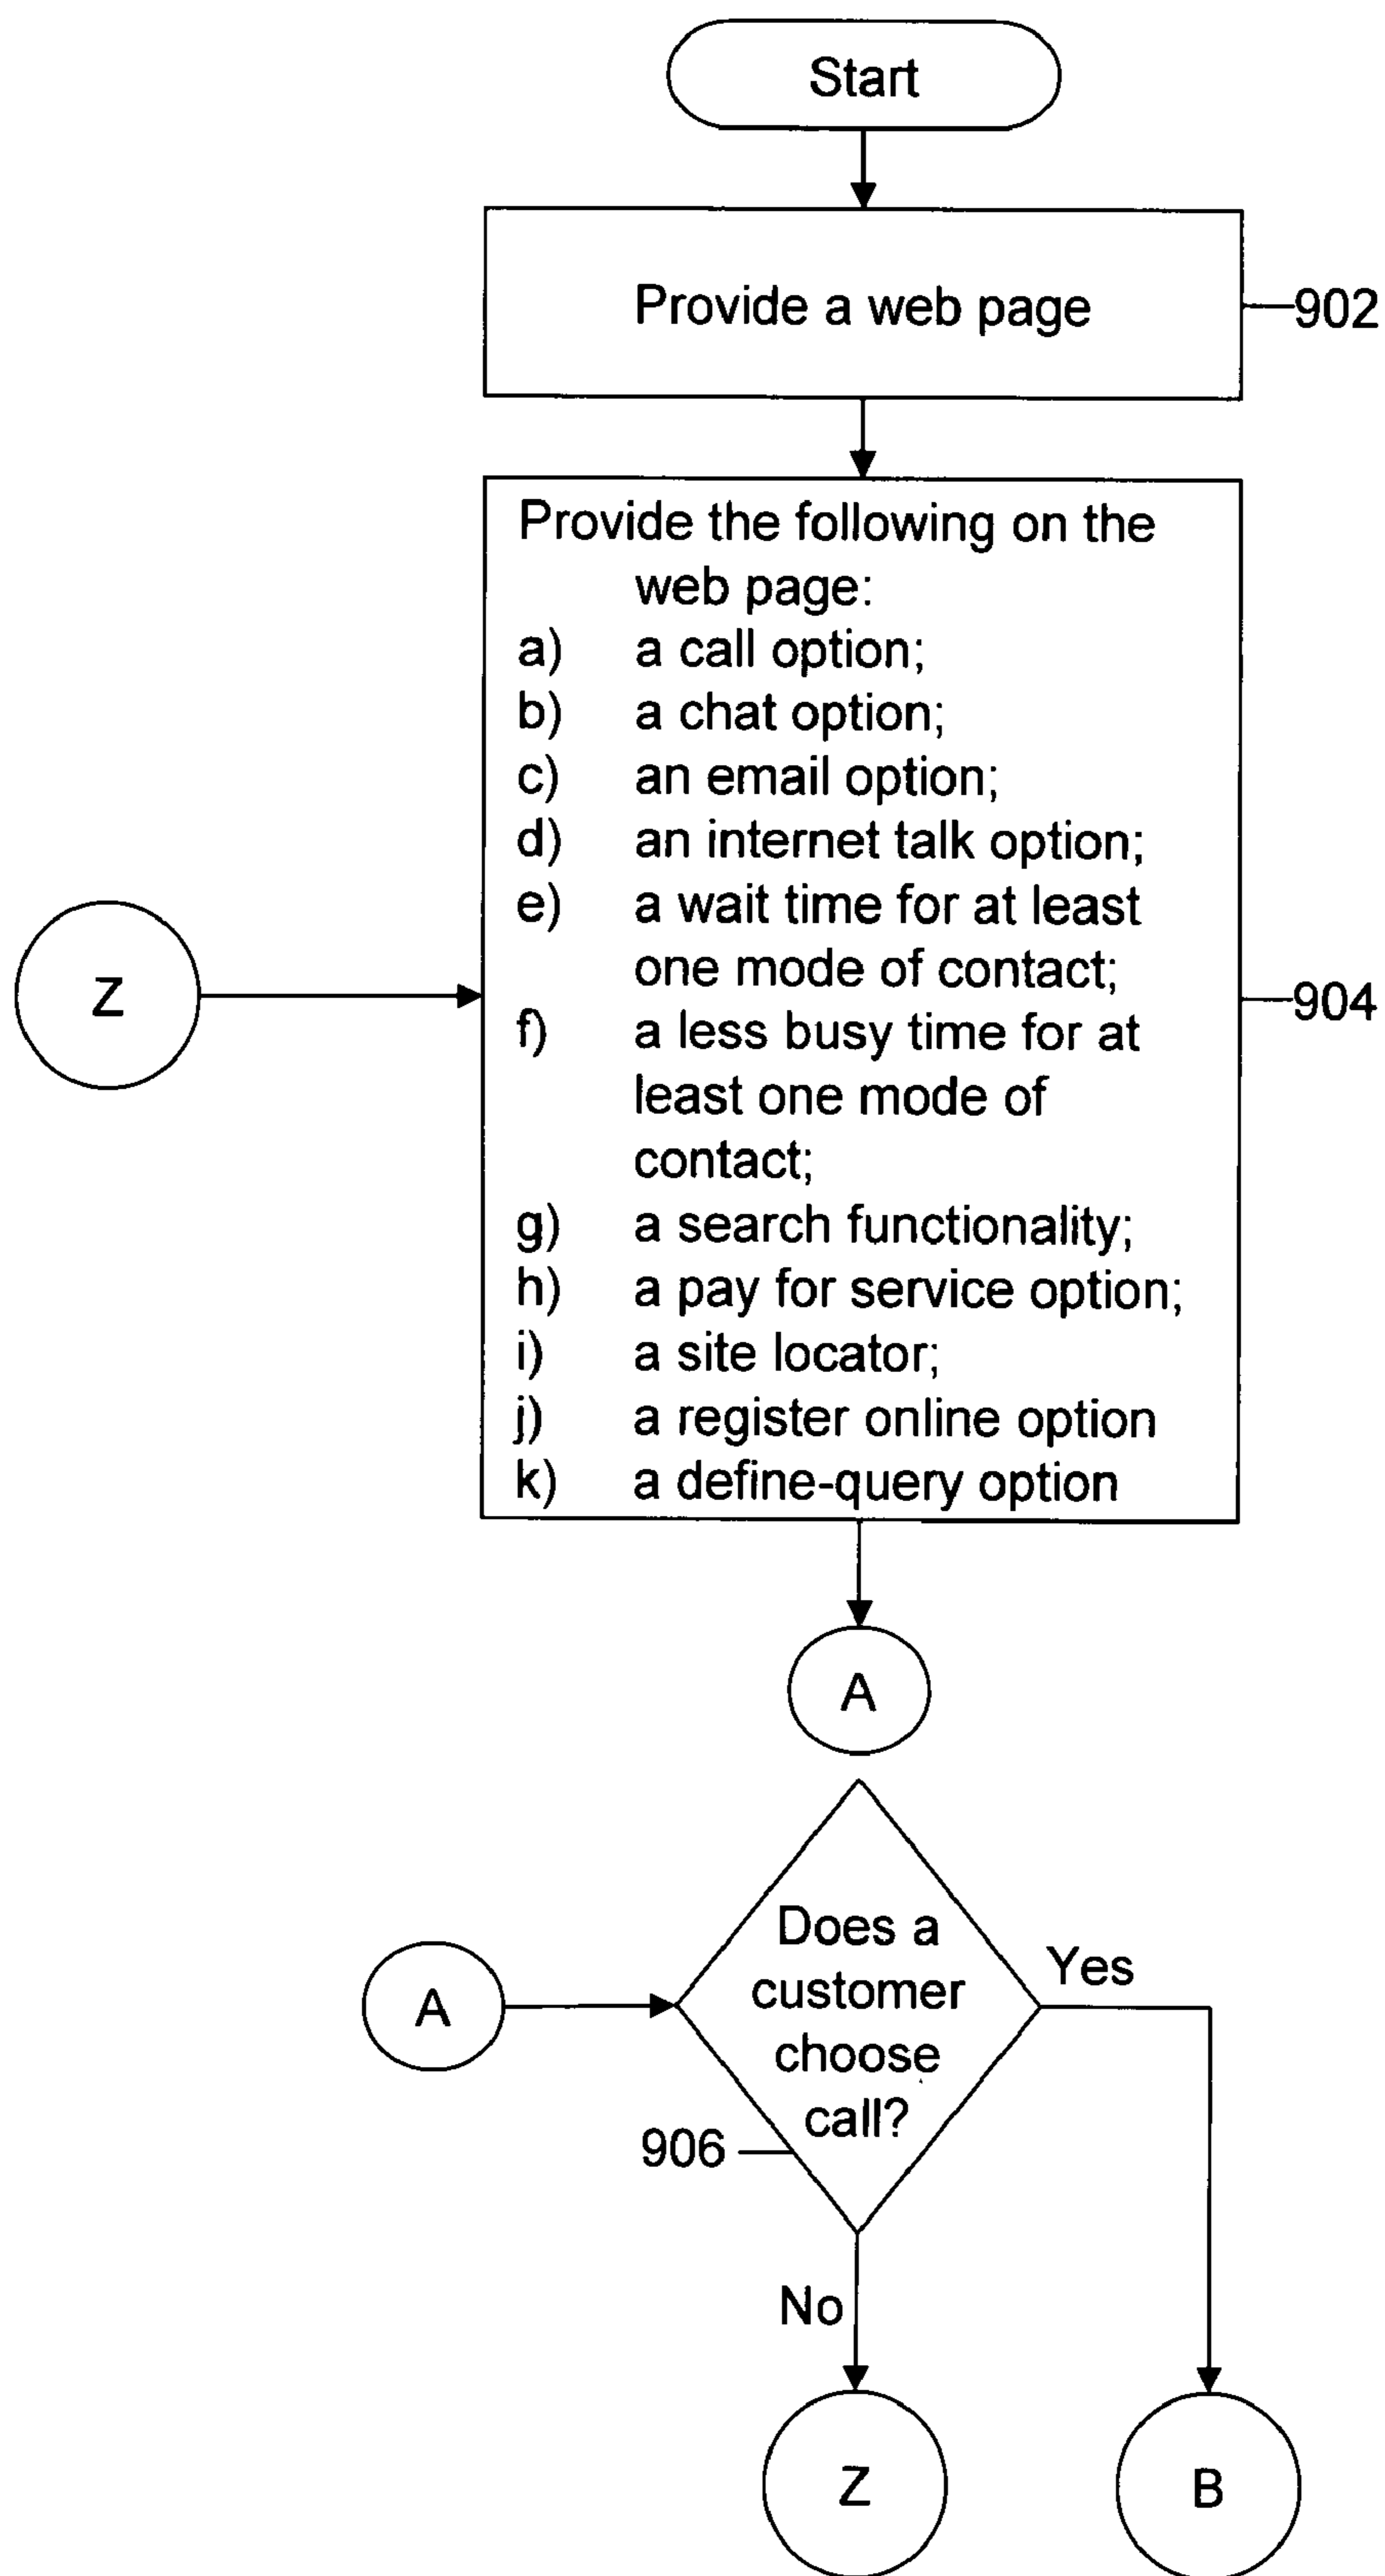 Start
Provide a web page
902
Provide the following on the
web page:
a) a call option;
b) a chat option;
c) an email option;
d) an internet talk option;
e) a wait time for at least
one mode of contact;
f) a less busy time for at
least one mode of
contact;
g) a search functionality;
h) a pay for service option;
i) a site locator;
j) a register online option
k) a define-query option
Z
904
A
Does a
customer
choose
call?
A
Yes
906
No
Z
B